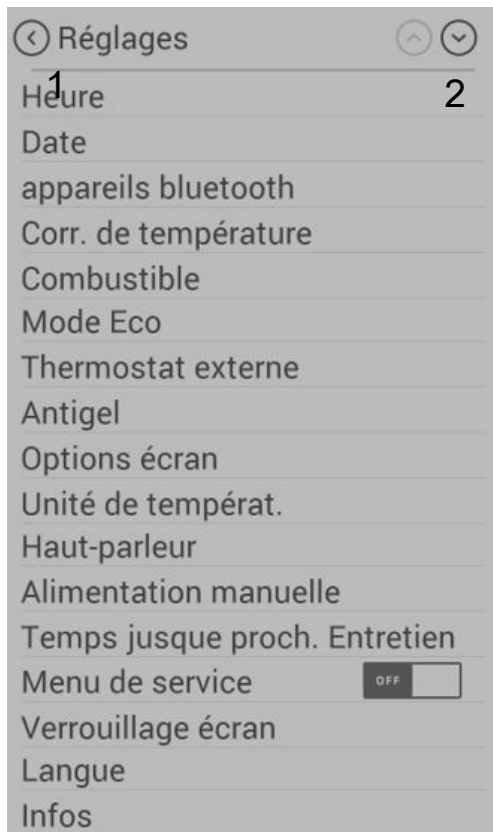 Réglages
1
2
Heure
Date
appareils bluetooth
Corr. de température
Combustible
Mode Eco
Thermostat externe
Antigel
Options écran
Unité de températ.
Haut-parleur
Alimentation manuelle
Temps jusque proch. Entretien
Menu de service OFF
Verrouillage écran
Langue
Infos